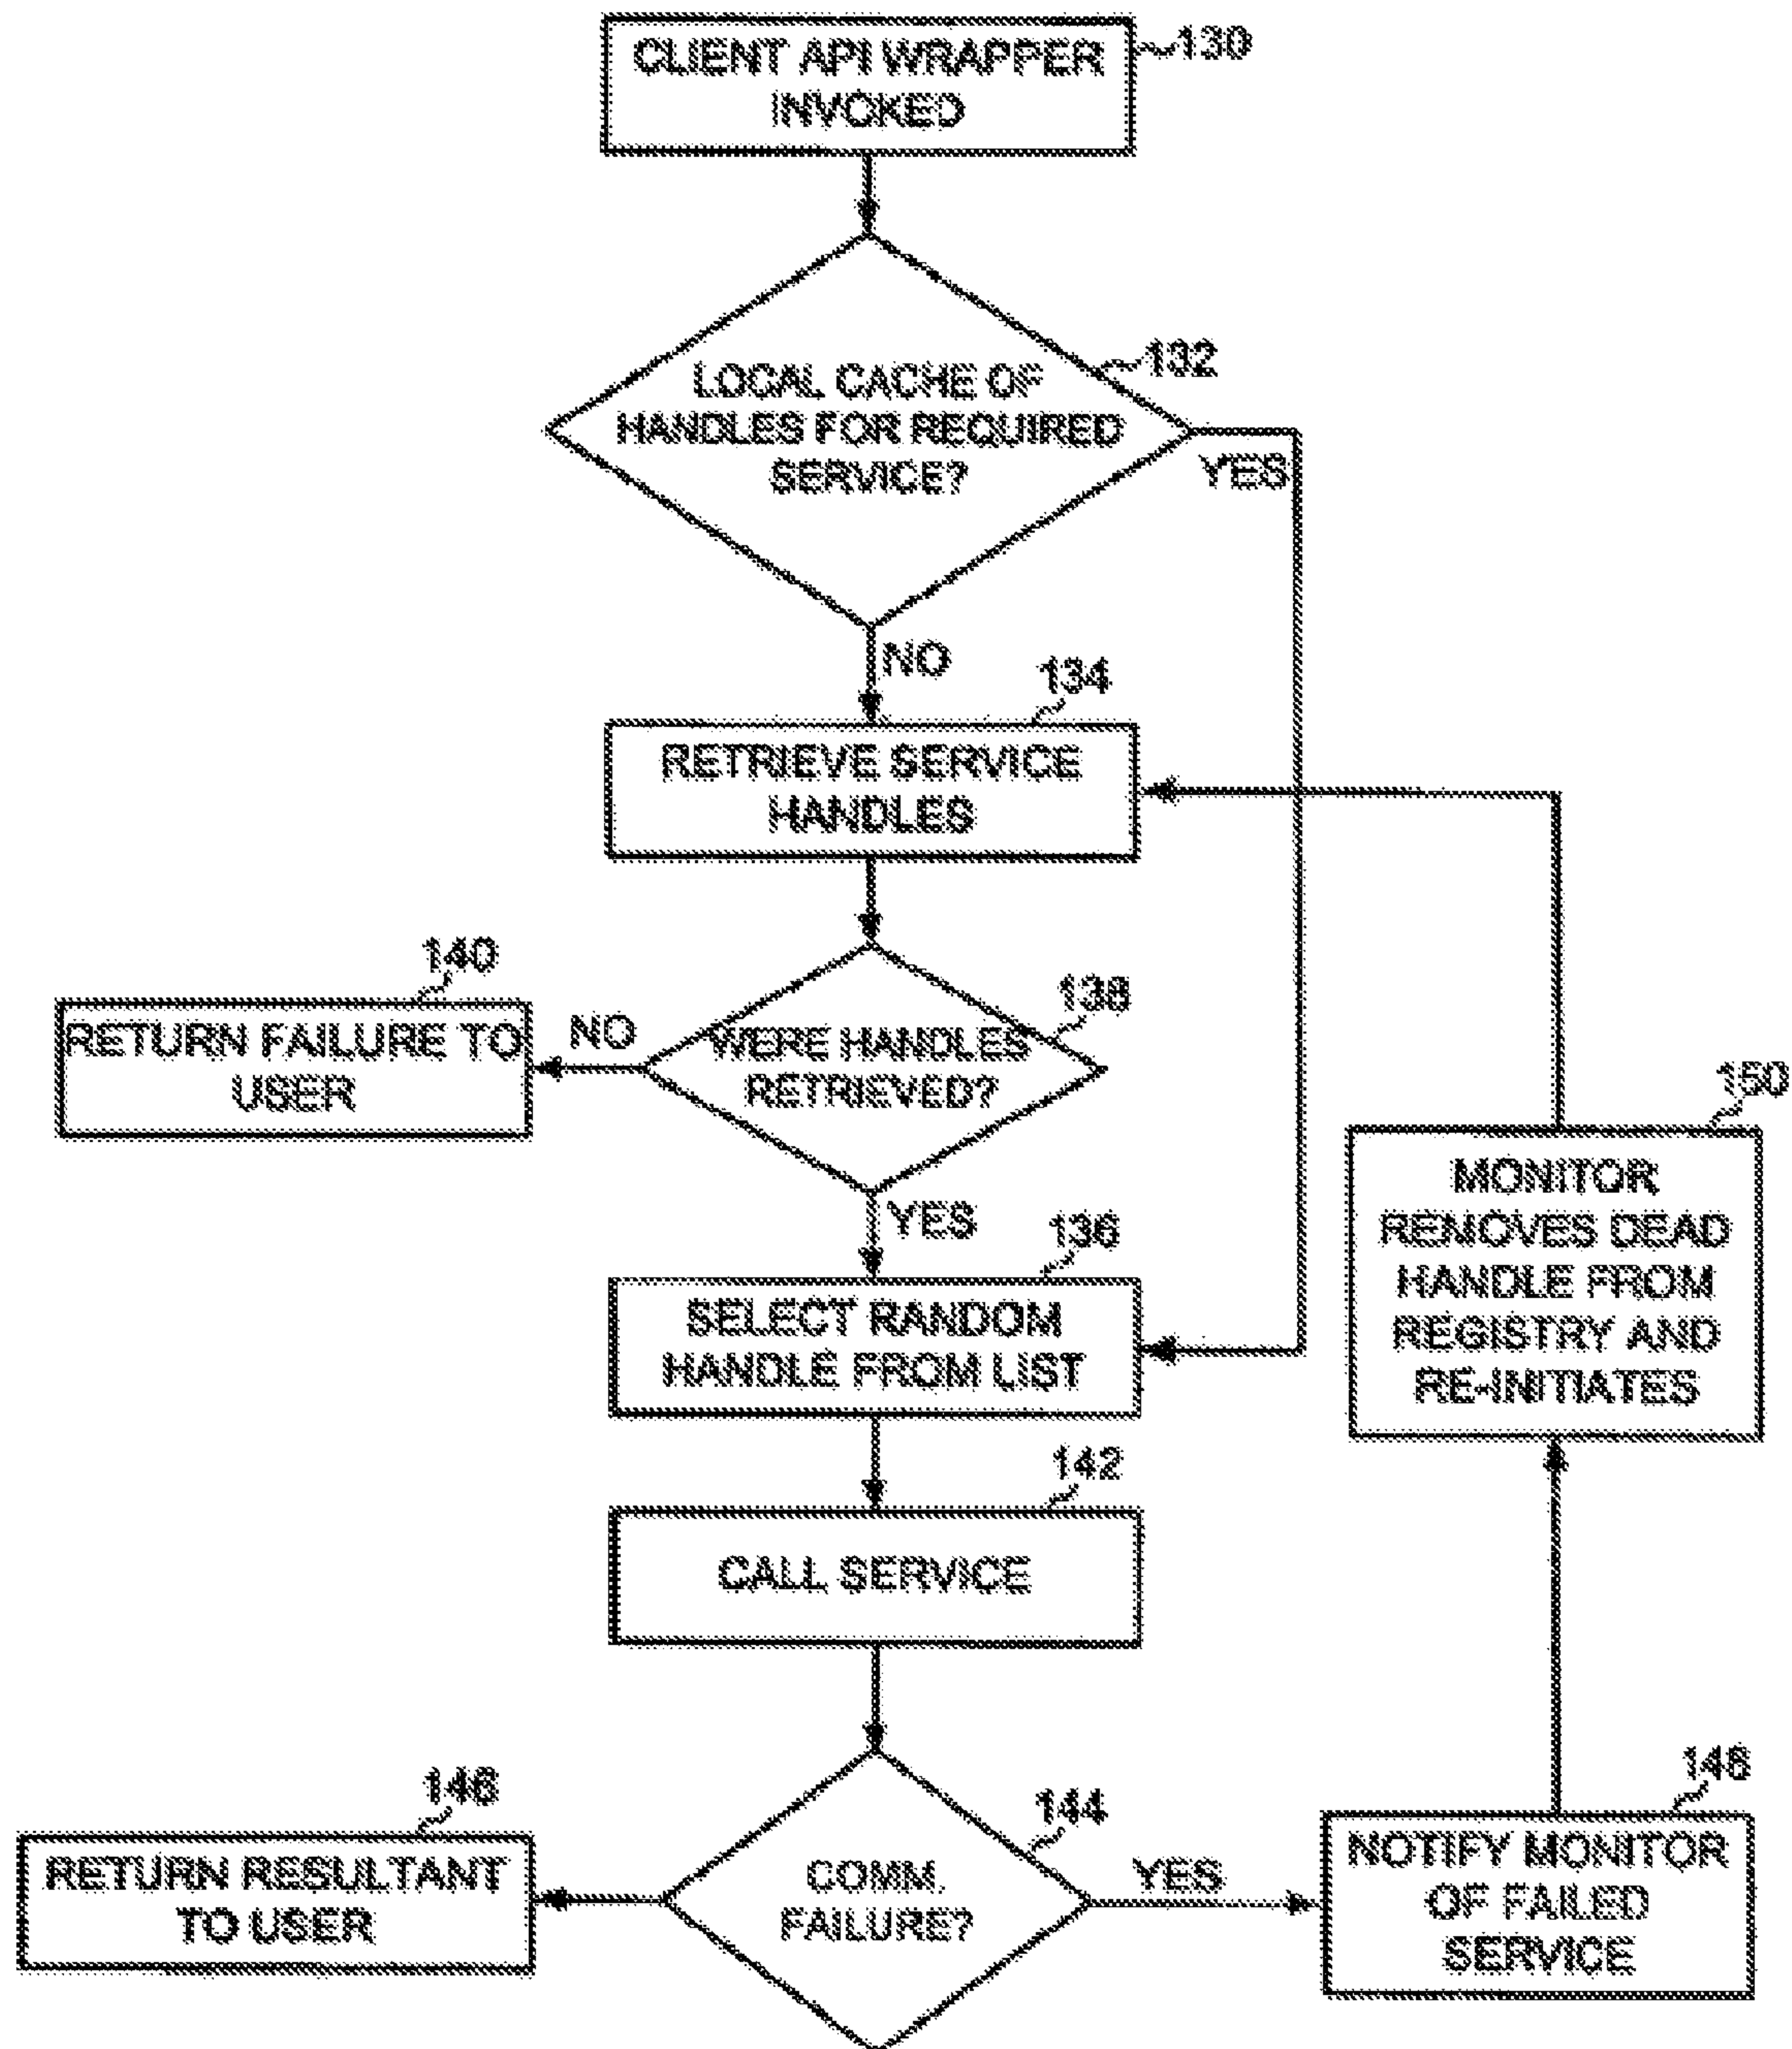 CLIENT API WRAPPER
INVOKED
130
LOCAL CACHE OF
HANDLES FOR REQUIRED
SERVICE?
132
YES
NO
134
RETRIEVE SERVICE
HANDLES
140
RETURN FAILURE TO
USER
NO
138
WERE HANDLES
RETRIEVED?
YES
136
SELECT RANDOM
HANDLE FROM LIST
150
MONITOR
REMOVES DEAD
HANDLE FROM
REGISTRY AND
RE-INITIATES
142
CALL SERVICE
146
RETURN RESULTANT
TO USER
144
COMM.
FAILURE?
YES
148
NOTIFY MONITOR
OF FAILED
SERVICE